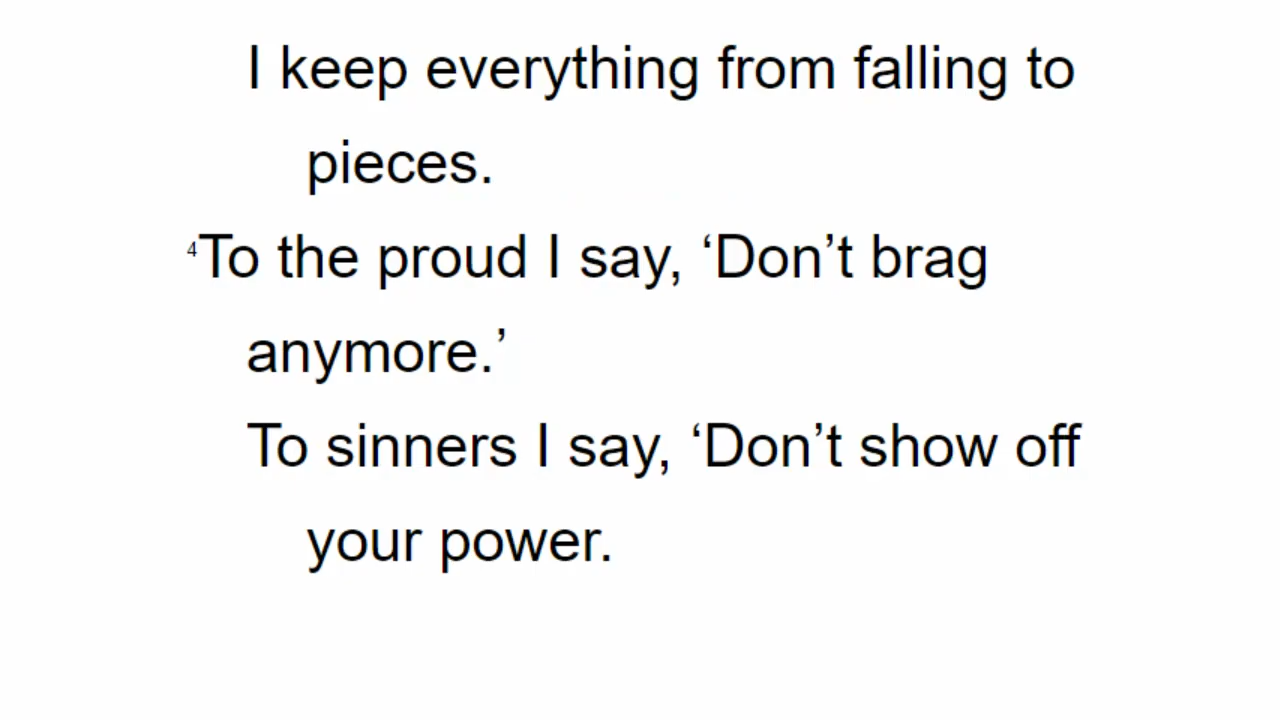 I keep everything from falling to
pieces.
4To the proud I say, ‘Don’t brag
anymore.’
To sinners I say, ‘Don’t show off
your power.